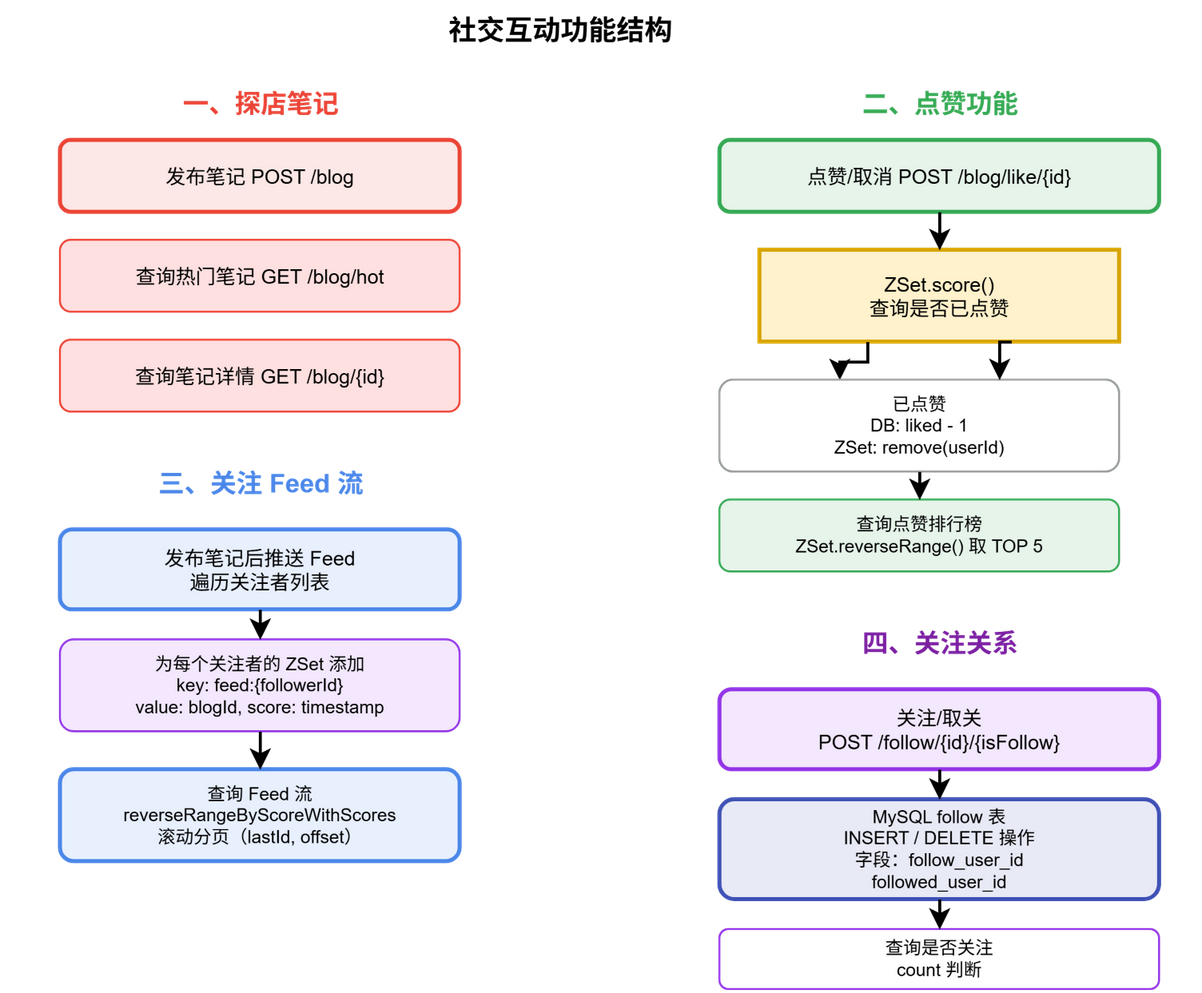 社交互动功能结构
一、探店笔记
发布笔记 POST /blog
查询热门笔记 GET /blog/hot
查询笔记详情 GET /blog/{id}
二、点赞功能
点赞/取消 POST /blog/like/{id}
ZSet.score()
查询是否已点赞
已点赞
DB: liked - 1
ZSet: remove(userId)
查询点赞排行榜
ZSet.reverseRange() 取 TOP 5
三、关注 Feed 流
发布笔记后推送 Feed
遍历关注者列表
为每个关注者的 ZSet 添加
key: feed:{followerId}
value: blogId, score: timestamp
查询 Feed 流
reverseRangeByScoreWithScores
滚动分页（lastId, offset）
四、关注关系
关注/取关
POST /follow/{id}/{isFollow}
MySQL follow 表
INSERT / DELETE 操作
字段：follow_user_id
followed_user_id
查询是否关注
count 判断